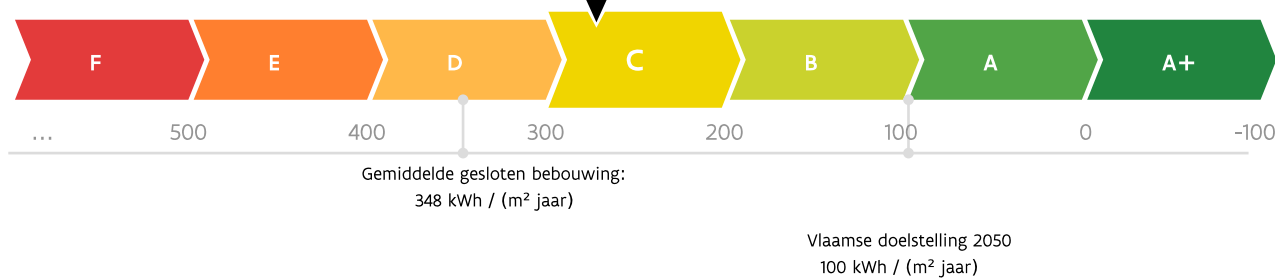 F E D C B A A+
... 500 400 300 200 100 0 -100
Gemiddelde gesloten bebouwing:
348 kWh / (m² jaar)
Vlaamse doelstelling 2050
100 kWh / (m² jaar)